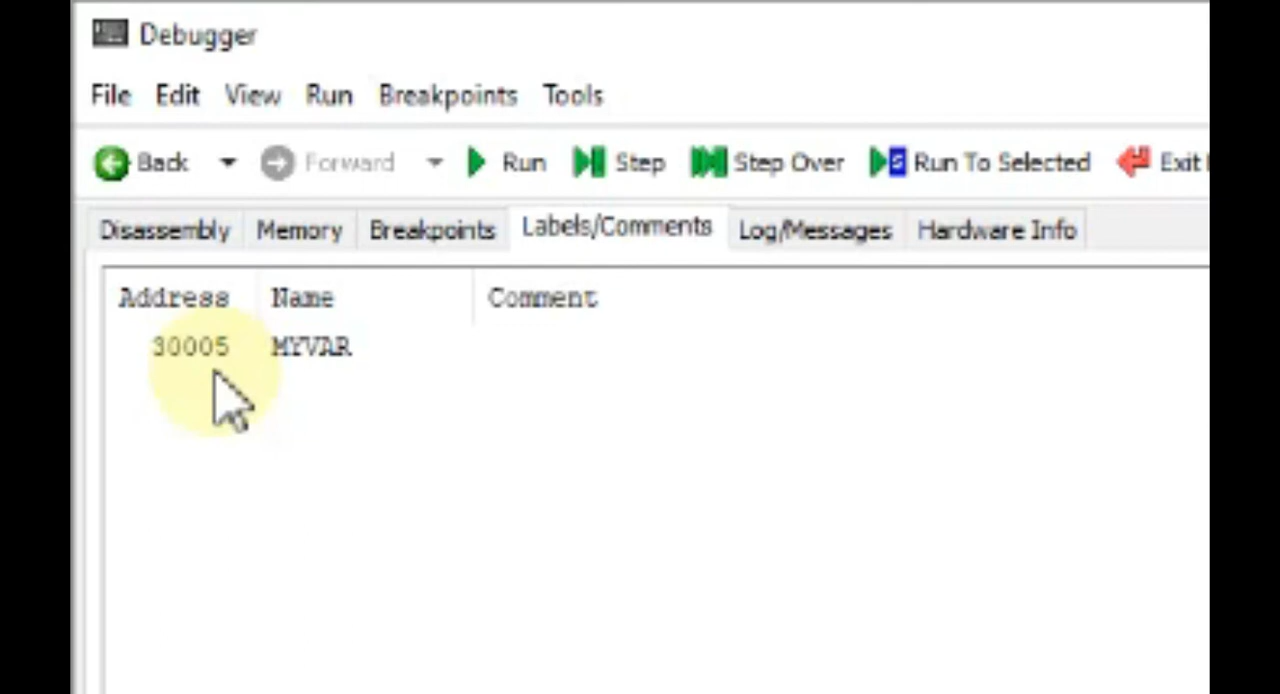 Debugger
File Edit View Run Breakpoints Tools
Back Forward Run Step Step Over Run To Selected Exit
Disassembly Memory Breakpoints Labels/Comments Log/Messages Hardware Info
Address Name Comment
30005 MYVAR